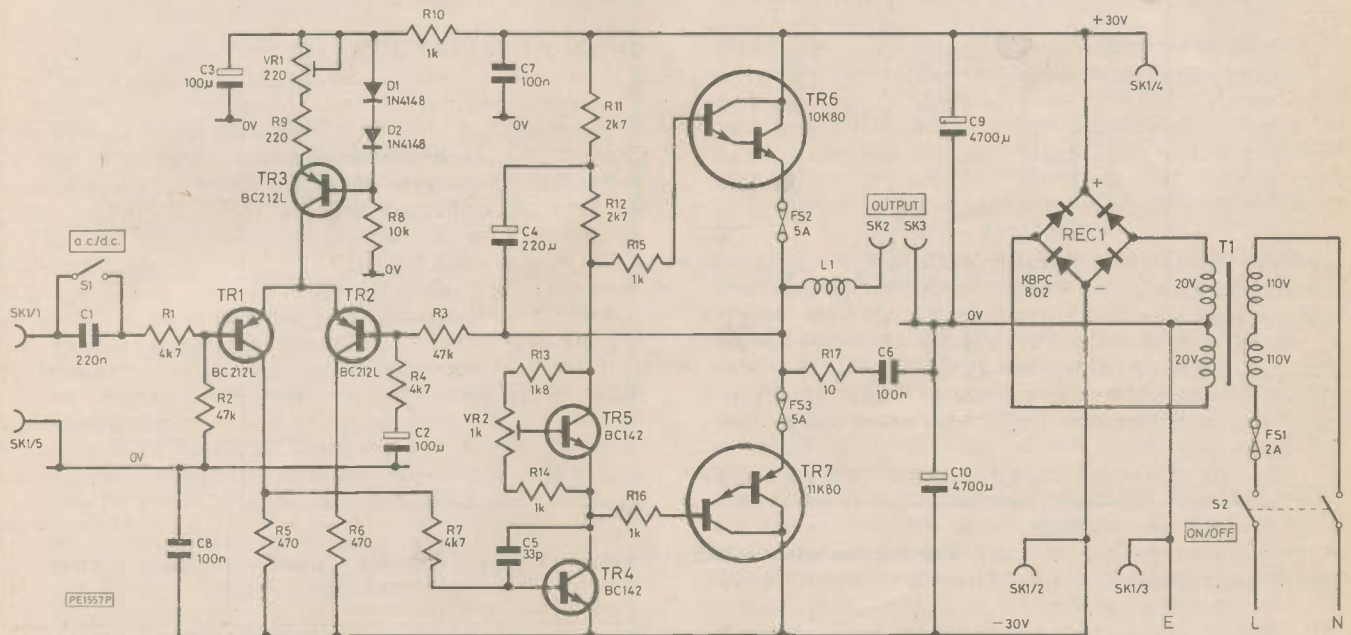 R10
1k
+30V
C3
100μ
VR1
220
D1
1N4148
C7
100n
SK1/4
R11
2k7
TR6
10K80
0V
R9
220
D2
1N4148
0V
C9
4700μ
TR3
BC212L
R12
2k7
R8
10k
FS2
5A
OUTPUT
SK2
SK3
+
REC1
KBPC
802
−
T1
a.c./d.c.
S1
C4
220μ
R15
1k
0V
L1
20V
110V
TR1
TR2
SK1/1
C1
220n
R1
4k7
R3
47k
0V
BC212L
BC212L
R4
4k7
R13
1k8
R17
10
C6
100n
20V
110V
R2
47k
FS3
5A
SK1/5
VR2
1k
TR5
BC142
FS1
2A
0V
C2
100μ
R14
1k
TR7
11K80
C10
4700μ
R16
1k
S2
ON/OFF
C8
100n
R5
470
R6
470
R7
4k7
C5
33p
TR4
BC142
SK1/2
SK1/3
PE1557P
−30V
E
L
N